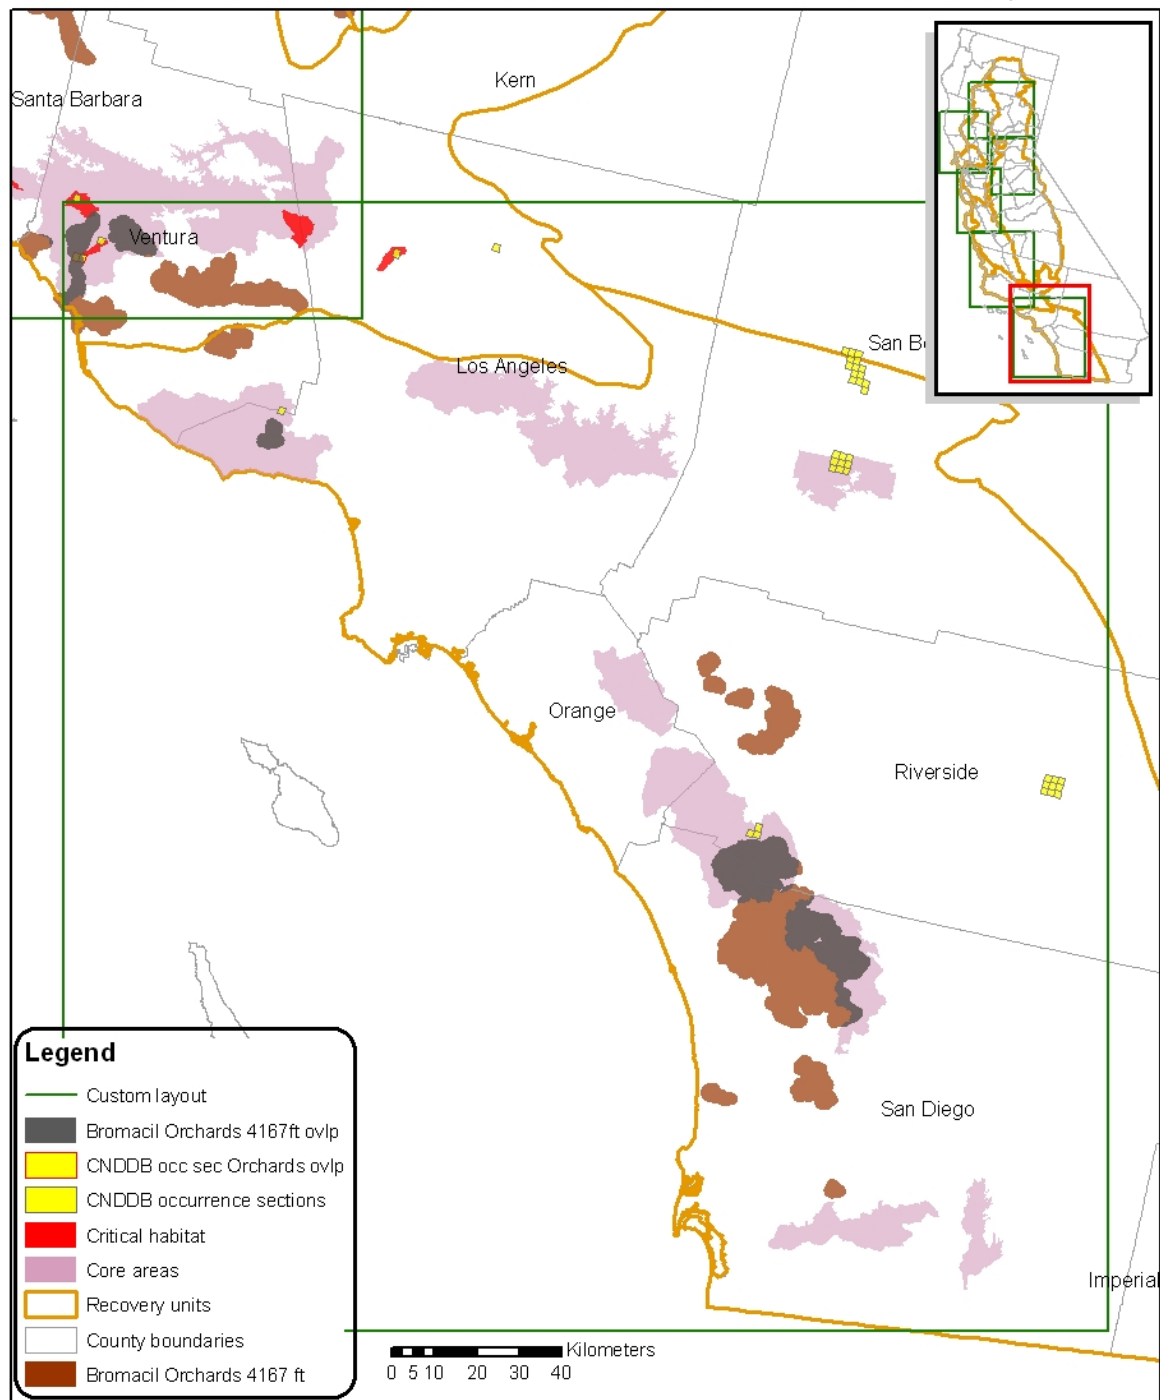 Kern
Santa Barbara
Ventura
San B
Los Angeles
Orange
Riverside
San Diego
Imperial
Legend
Custom layout
Bromacil Orchards 4167ft ovlp
CNDDB occ sec Orchards ovlp
CNDDB occurrence sections
Critical habitat
Core areas
Recovery units
County boundaries
Bromacil Orchards 4167 ft
Kilometers
0 5 10 20 30 40